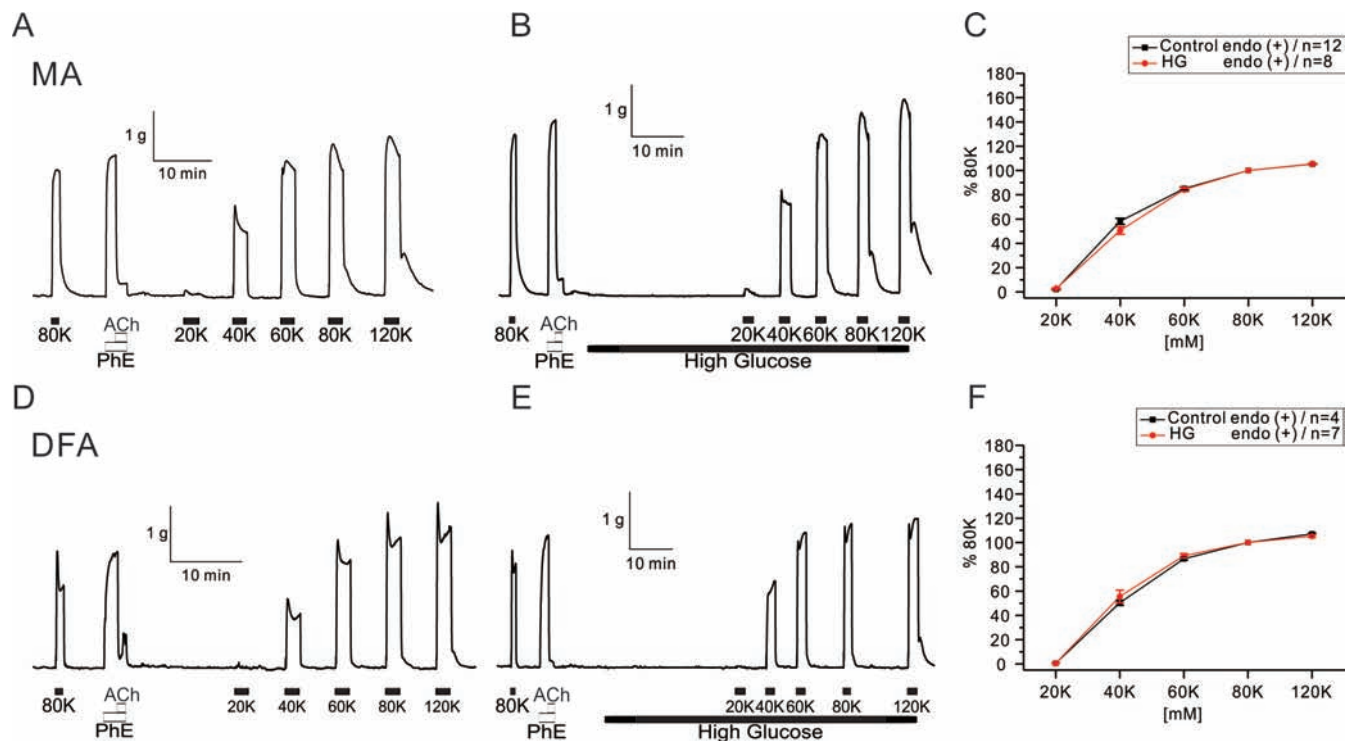 A
MA
1 g
10 min
80K
ACh
PhE
20K 40K 60K 80K 120K
B
1 g
10 min
80K
ACh
PhE
20K 40K 60K 80K 120K
High Glucose
C
Control endo (+) / n=12
HG endo (+) / n=8
% 80K
180
160
140
120
100
80
60
40
20
0
20K 40K 60K 80K 120K
[mM]
D
DFA
1 g
10 min
80K
ACh
PhE
20K 40K 60K 80K 120K
E
1 g
10 min
80K
ACh
PhE
20K 40K 60K 80K 120K
High Glucose
F
Control endo (+) / n=4
HG endo (+) / n=7
% 80K
180
160
140
120
100
80
60
40
20
0
20K 40K 60K 80K 120K
[mM]